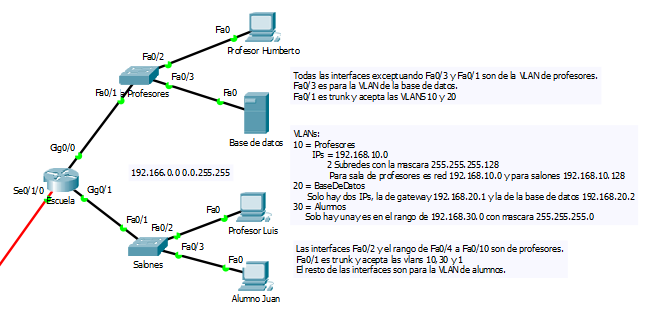 Fa0
Profesor Humberto
Fa0/2
Fa0/3
Fa0/1
Profesores
Fa0
Base de datos
Todas las interfaces exceptuando Fa0/3 y Fa0/1 son de la VLAN de profesores.
Fa0/3 es para la VLAN de la base de datos.
Fa0/1 es trunk y acepta las VLANS 10 y 20
VLANs:
10 = Profesores
IPs = 192.168.10.0
2 Subredes con la mascara 255.255.255.128
Para sala de profesores es red 192.168.10.0 y para salones 192.168.10.128
20 = BaseDeDatos
Solo hay dos IPs, la de gateway 192.168.20.1 y la de la base de datos 192.168.20.2
30 = Alumnos
Solo hay una y es en el rango de 192.168.30.0 con mascara 255.255.255.0
Gg0/0
192.166.0.0 0.0.255.255
Se0/1/0
Escuela
Gg0/1
Fa0/1
Fa0/2
Fa0
Profesor Luis
Fa0/3
Salones
Fa0
Alumno Juan
Las interfaces Fa0/2 y el rango de Fa0/4 a Fa0/10 son de profesores.
Fa0/1 es trunk y acepta las vlans 10, 30 y 1
El resto de las interfaces son para la VLAN de alumnos.